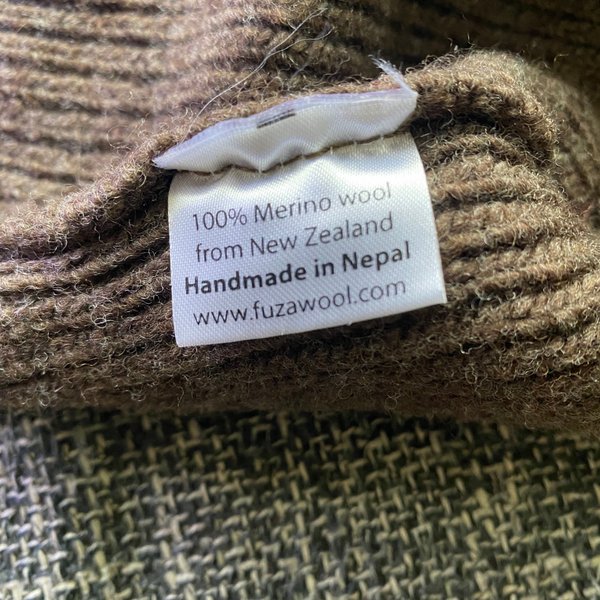 100% Merino wool
from New Zealand
Handmade in Nepal
www.fuzawool.com